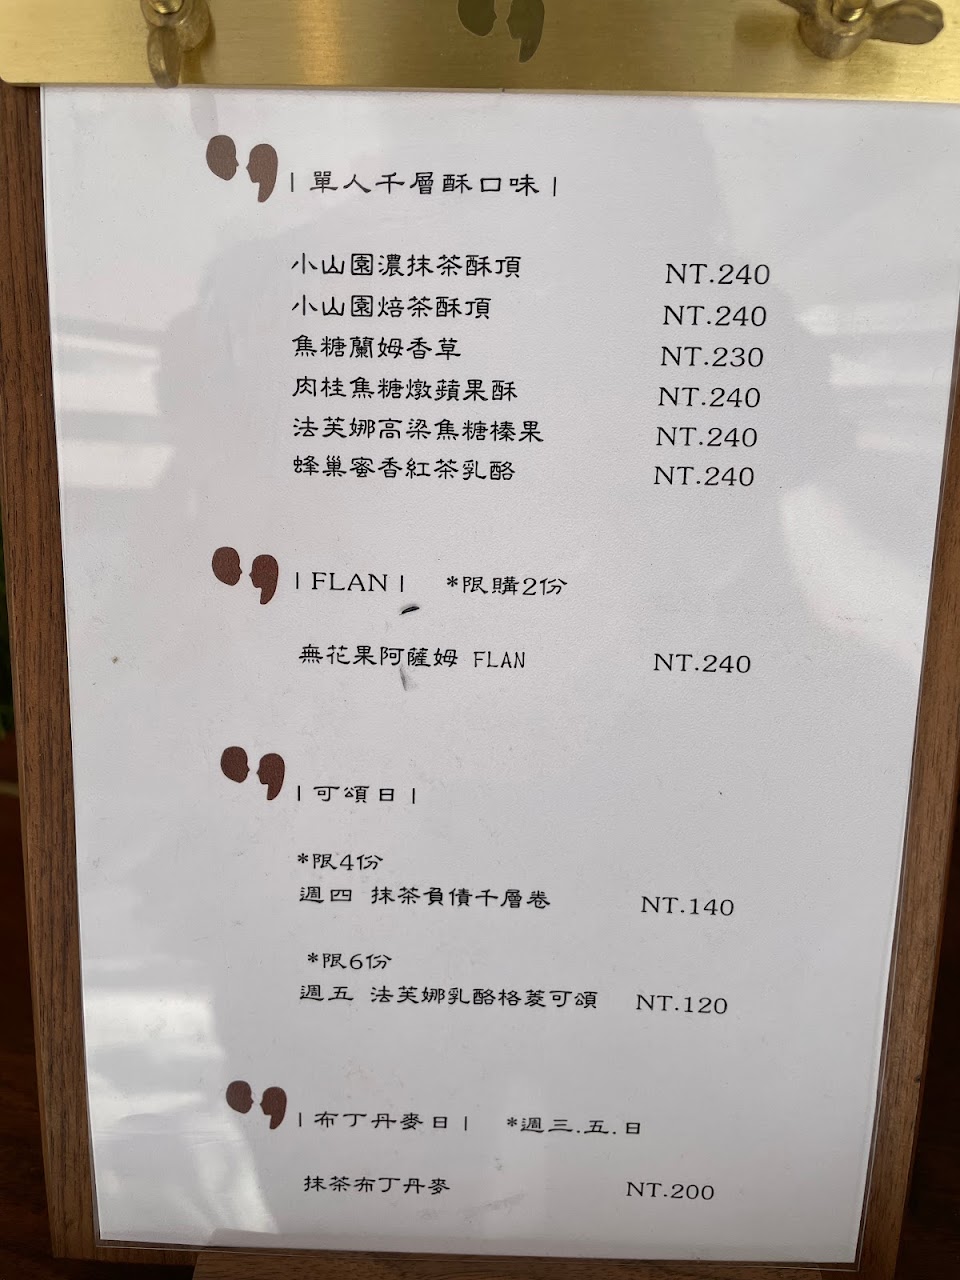 | 單人千層酥口味 |
小山園濃抹茶酥頂 NT.240
小山園焙茶酥頂 NT.240
焦糖蘭姆香草 NT.230
肉桂焦糖燉蘋果酥 NT.240
法芙娜高梁焦糖榛果 NT.240
蜂巢蜜香紅茶乳酪 NT.240
| FLAN | *限購2份
無花果阿薩姆 FLAN NT.240
| 可頌日 |
*限4份
週四 抹茶負債千層卷 NT.140
*限6份
週五 法芙娜乳酪格菱可頌 NT.120
| 布丁丹麥日 | *週三.五.日
抹茶布丁丹麥 NT.200